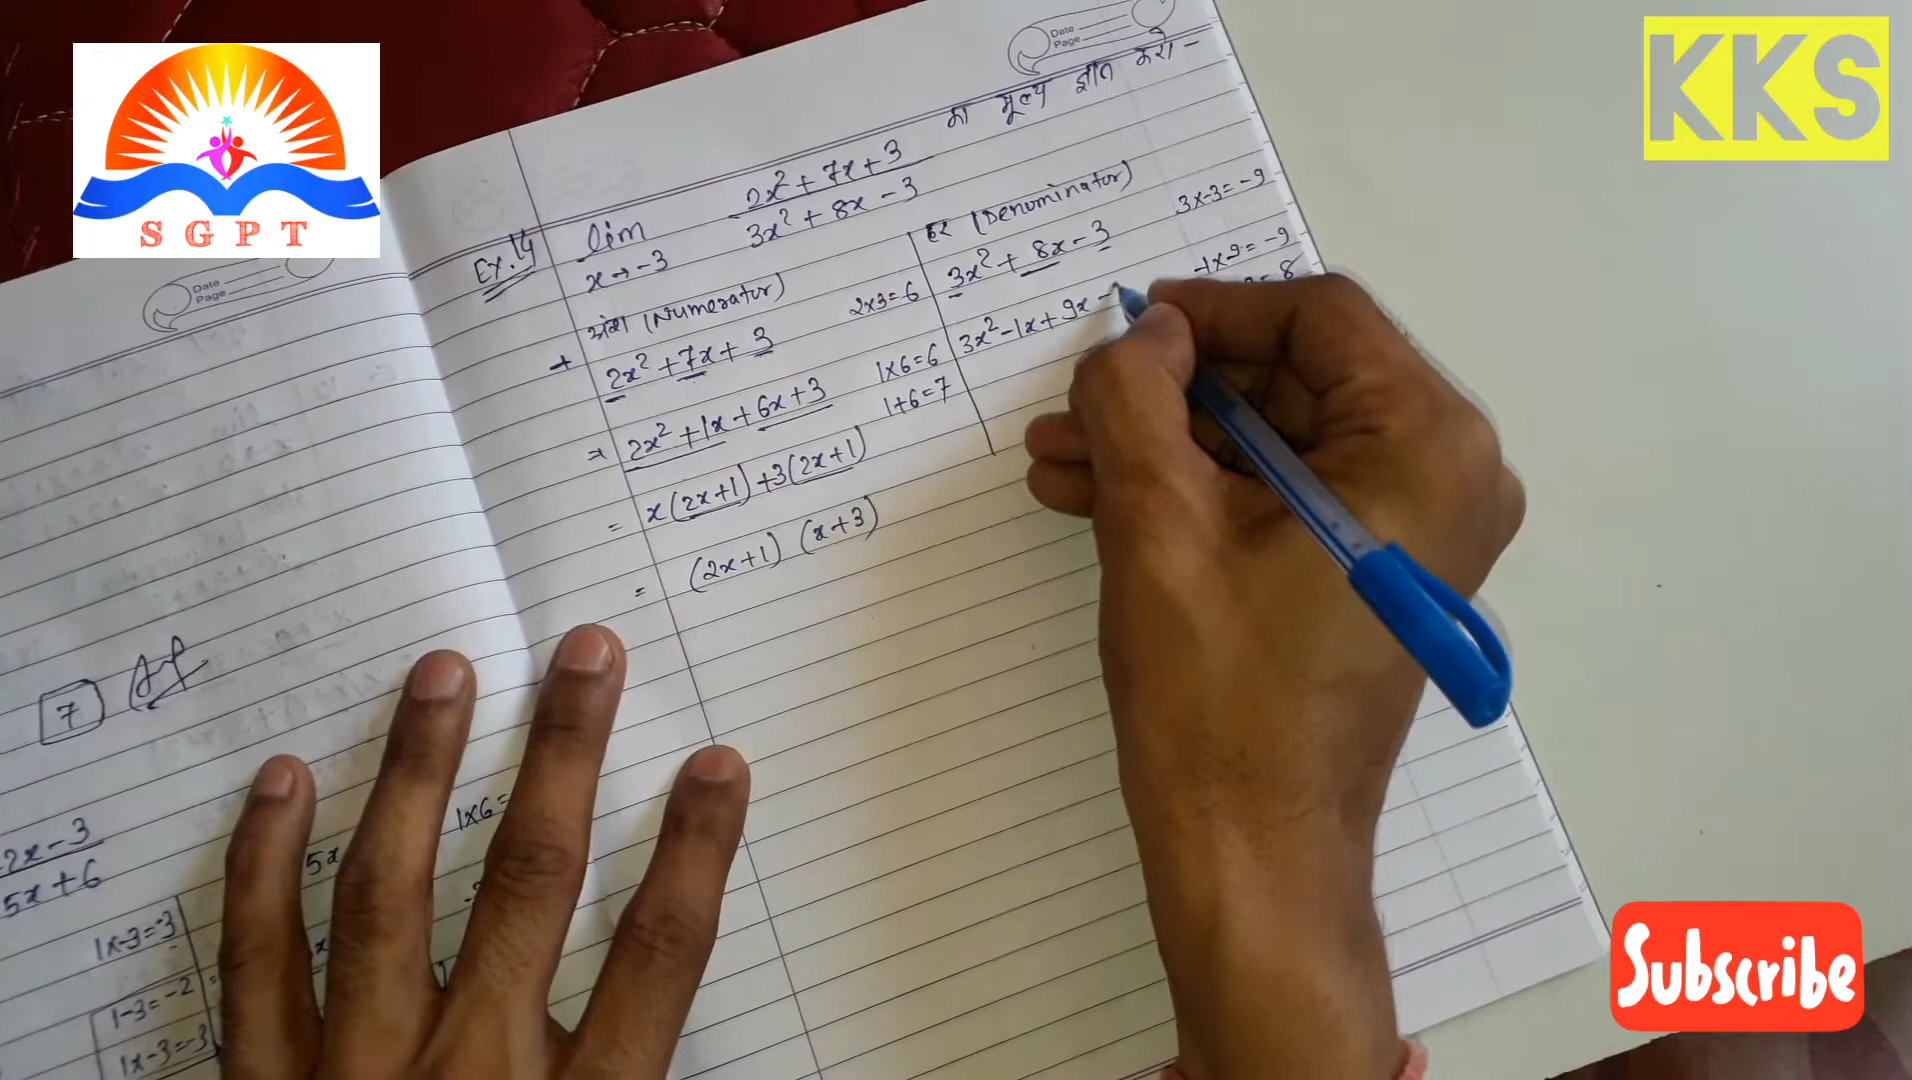 SGPT
KKS
Date
Page
Ex.14 lim x→-3 2x²+7x+3 / 3x²+8x-3 का मूल्य ज्ञात करो-
अंश (Numerator)
2x²+7x+3
2x3=6
⇒ 2x²+1x+6x+3
1x6=6
1+6=7
= x(2x+1)+3(2x+1)
= (2x+1) (x+3)
हर (Denominator)
3x²+8x-3
3x-3=-9
-1x9=-9
3x²-1x+9x-
Date
Page
7
-2x-3
5x+6
1x-3=-3
1-3=-2
1x-3=-3
5x
1x6=
Subscribe